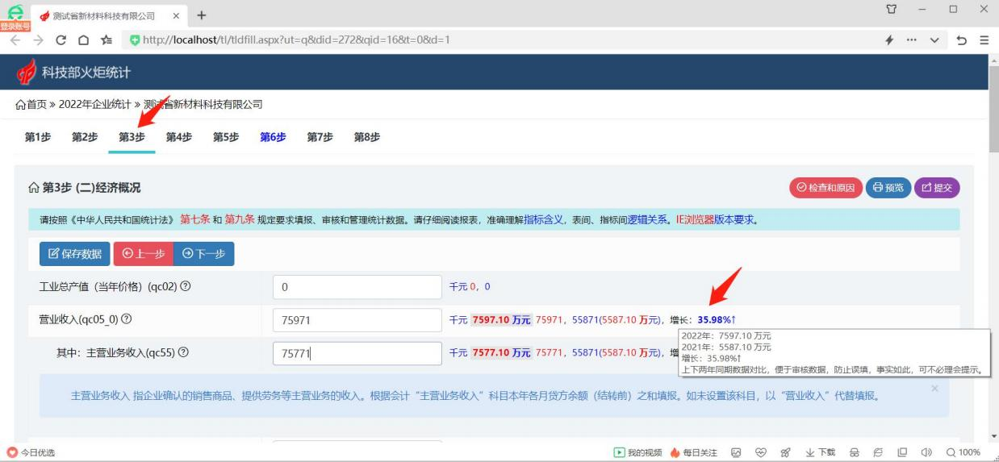 登录账号
测试省新材料科技有限公司
http://localhost/tl/tldfill.aspx?ut=q&did=272&qid=16&t=0&d=1
科技部火炬统计
首页 » 2022年企业统计 » 测试省新材料科技有限公司
第1步 第2步 第3步 第4步 第5步 第6步 第7步 第8步
第3步 (二)经济概况 检查和原因 预览 提交
请按照《中华人民共和国统计法》 第七条 和 第九条 规定要求填报、审核和管理统计数据。请仔细阅读报表，准确理解指标含义，表间、指标间逻辑关系。IE浏览器版本要求。
保存数据 上一步 下一步
工业总产值（当年价格）(qc02) 0 千元 0，0
营业收入(qc05_0) 75971 千元 7597.10 万元 75971，55871(5587.10 万元)，增长：35.98%↑
其中：主营业务收入(qc55) 75771 千元 7577.10 万元 75771，55871(5587.10 万元)，增
2022年：7597.10 万元
2021年：5587.10 万元
增长：35.98%↑
上下两年同期数据对比，便于审核数据，防止误填，事实如此，可不必理会提示。
主营业务收入 指企业确认的销售商品、提供劳务等主营业务的收入。根据会计“主营业务收入”科目本年各月贷方余额（结转前）之和填报。如未设置该科目，以“营业收入”代替填报。
今日优选 我的视频 每日关注 下载 100%